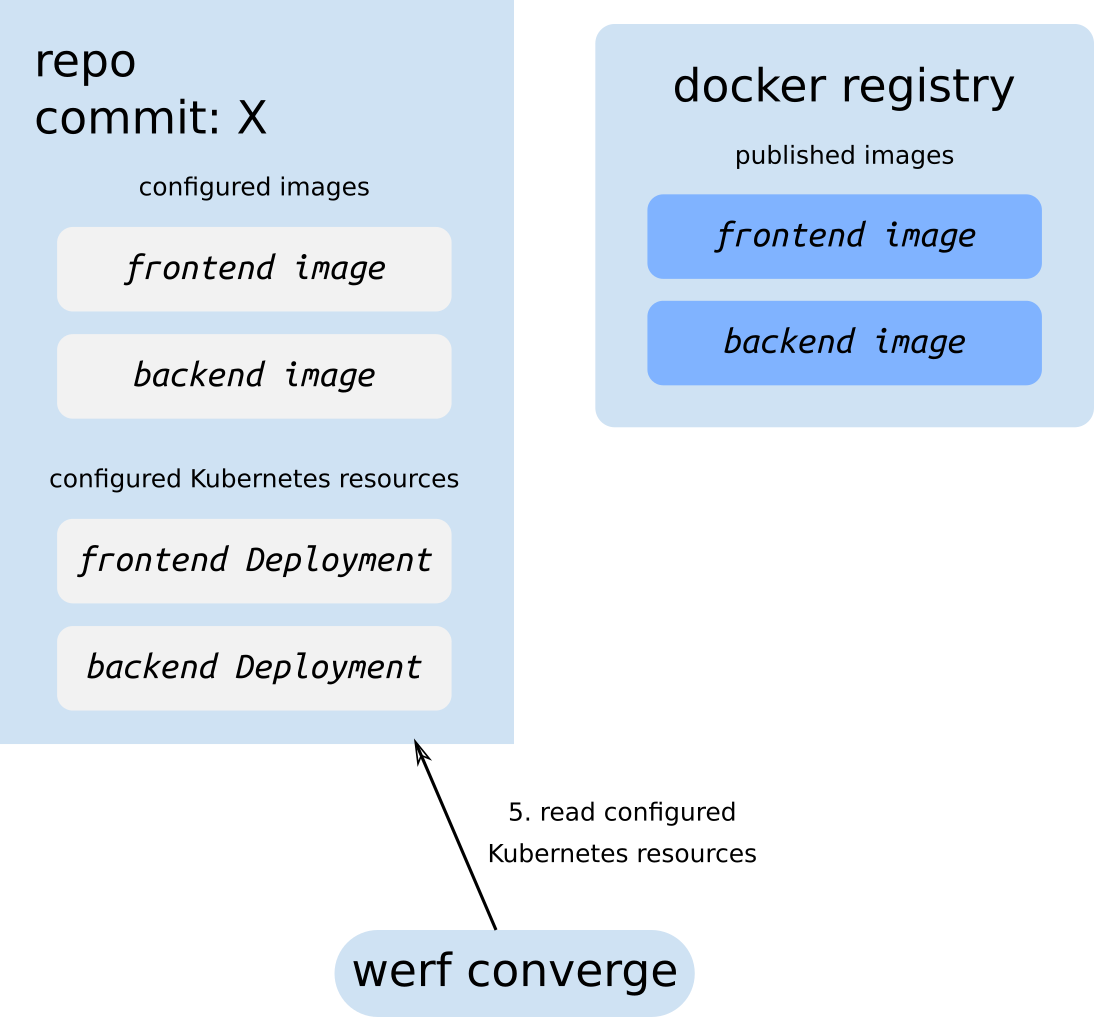 repo
commit: X
configured images
frontend image
backend image
configured Kubernetes resources
frontend Deployment
backend Deployment
docker registry
published images
frontend image
backend image
5. read configured
Kubernetes resources
werf converge